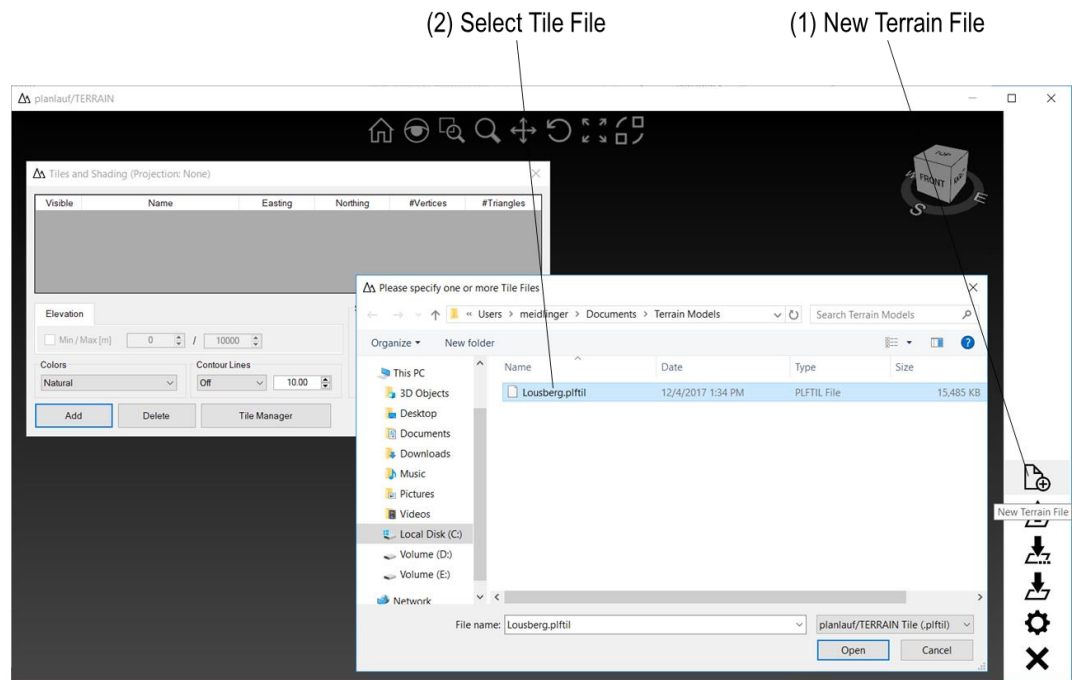 (2) Select Tile File
(1) New Terrain File
planlauf/TERRAIN
TOP
FRONT
W
S
E
Tiles and Shading (Projection: None)
Visible Name Easting Northing #Vertices #Triangles
Elevation
Min / Max [m] 0 / 10000
Colors Contour Lines
Natural Off 10.00
Add Delete Tile Manager
Please specify one or more Tile Files
« Users > meidlinger > Documents > Terrain Models
Search Terrain Models
Organize New folder
Name Date Type Size
Lousberg.plftil 12/4/2017 1:34 PM PLFTIL File 15,485 KB
This PC
3D Objects
Desktop
Documents
Downloads
Music
Pictures
Videos
Local Disk (C:)
Volume (D:)
Volume (E:)
Network
File name: Lousberg.plftil planlauf/TERRAIN Tile (.plftil)
Open Cancel
New Terrain File